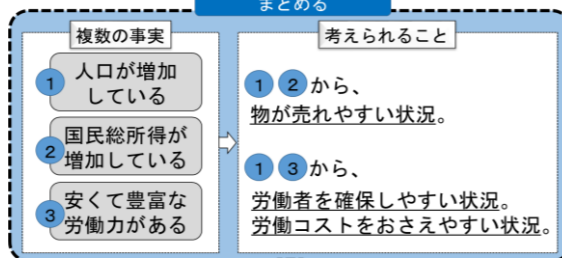 まとめる
複数の事実
① 人口が増加
している
② 国民総所得が
増加している
③ 安くて豊富な
労働力がある
考えられること
① ② から、
物が売れやすい状況。
① ③ から、
労働者を確保しやすい状況。
労働コストをおさえやすい状況。